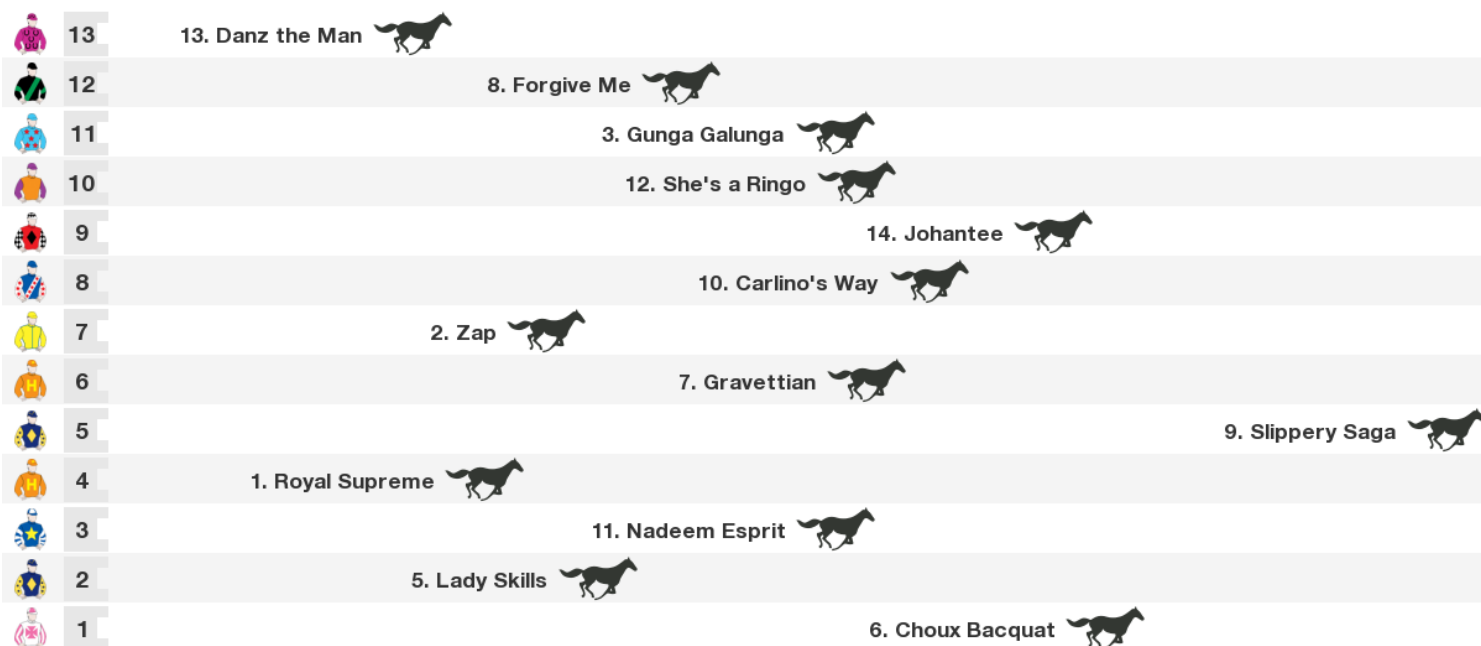 13 13. Danz the Man
12 8. Forgive Me
11 3. Gunga Galunga
10 12. She's a Ringo
9 14. Johantee
8 10. Carlino's Way
7 2. Zap
6 7. Gravettian
5 9. Slippery Saga
4 1. Royal Supreme
3 11. Nadeem Esprit
2 5. Lady Skills
1 6. Choux Bacquat